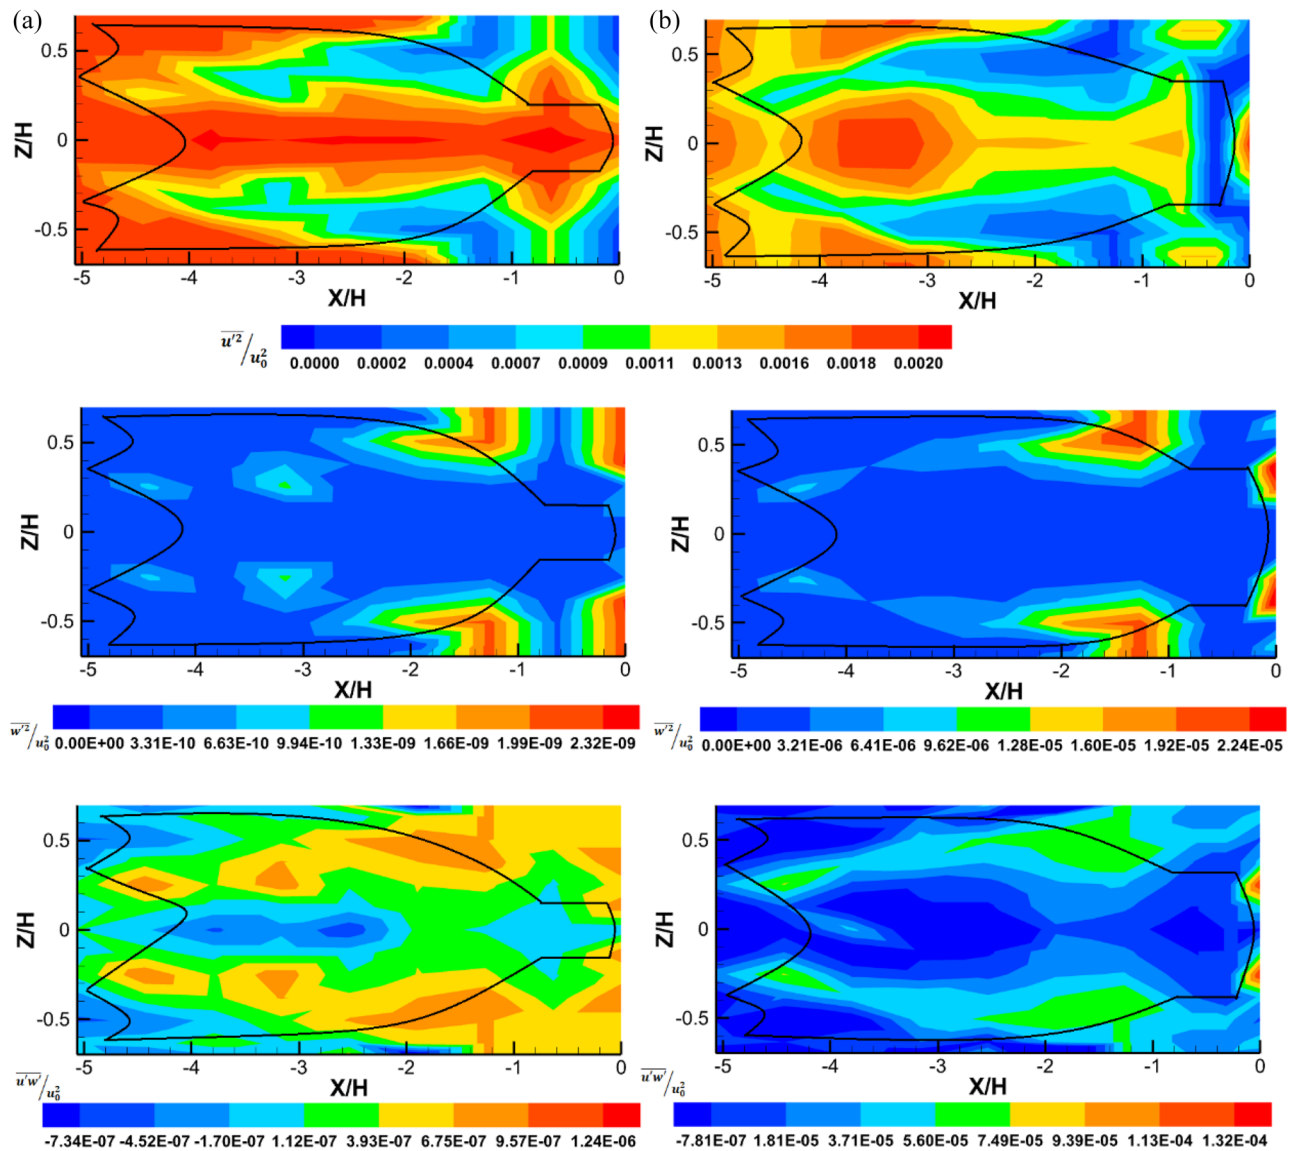 (a) (b)
0.5 0.5
Z/H 0 Z/H 0
-0.5 -0.5
-5 -4 -3 -2 -1 0 -5 -4 -3 -2 -1 0
X/H X/H
u′²/u₀² 0.0000 0.0002 0.0004 0.0007 0.0009 0.0011 0.0013 0.0016 0.0018 0.0020
0.5 0.5
Z/H 0 Z/H 0
-0.5 -0.5
-5 -4 -3 -2 -1 0 -5 -4 -3 -2 -1 0
X/H X/H
w′²/u₀² 0.00E+00 3.31E-10 6.63E-10 9.94E-10 1.33E-09 1.66E-09 1.99E-09 2.32E-09 w′²/u₀² 0.00E+00 3.21E-06 6.41E-06 9.62E-06 1.28E-05 1.60E-05 1.92E-05 2.24E-05
0.5 0.5
Z/H 0 Z/H 0
-0.5 -0.5
-5 -4 -3 -2 -1 0 -5 -4 -3 -2 -1 0
X/H X/H
u′w′/u₀² -7.34E-07 -4.52E-07 -1.70E-07 1.12E-07 3.93E-07 6.75E-07 9.57E-07 1.24E-06 u′w′/u₀² -7.81E-07 1.81E-05 3.71E-05 5.60E-05 7.49E-05 9.39E-05 1.13E-04 1.32E-04